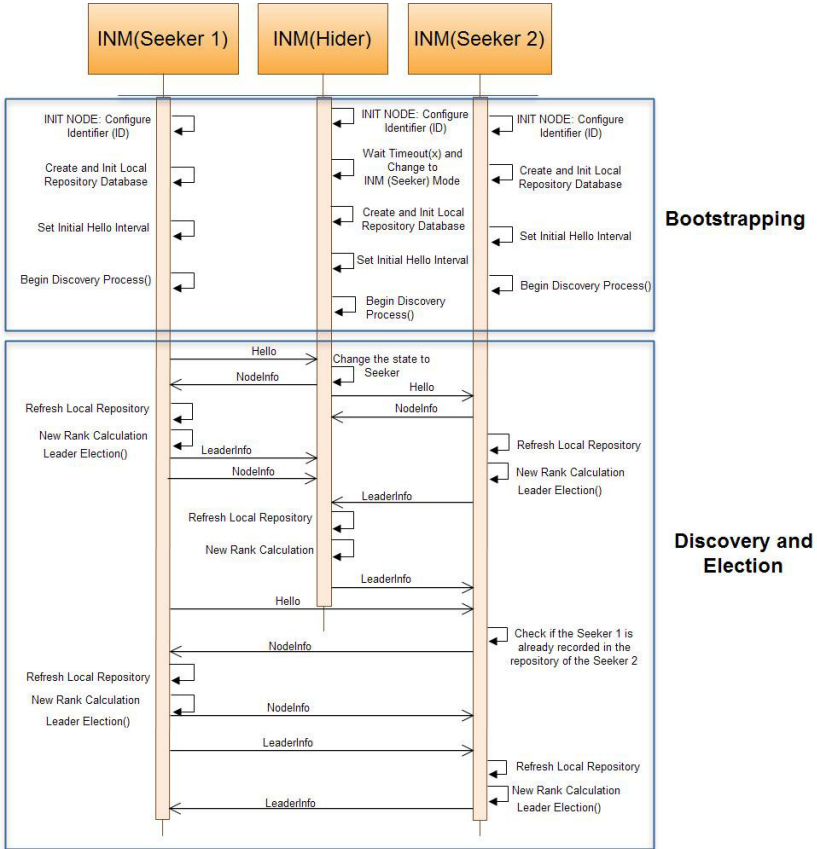 INM(Seeker 1)
INM(Hider)
INM(Seeker 2)
INIT NODE: Configure
Identifier (ID)
INIT NODE: Configure
Identifier (ID)
INIT NODE: Configure
Identifier (ID)
Wait Timeout(x) and
Change to
INM (Seeker) Mode
Create and Init Local
Repository Database
Create and Init Local
Repository Database
Create and Init Local
Repository Database
Set Initial Hello Interval
Set Initial Hello Interval
Set Initial Hello Interval
Begin Discovery Process()
Begin Discovery Process()
Begin Discovery
Process()
Bootstrapping
Hello
Change the state to
Seeker
NodeInfo
Hello
NodeInfo
Refresh Local Repository
New Rank Calculation
Leader Election()
LeaderInfo
Refresh Local Repository
NodeInfo
New Rank Calculation
Leader Election()
LeaderInfo
Refresh Local Repository
New Rank Calculation
Discovery and
Election
LeaderInfo
Hello
Check if the Seeker 1 is
already recorded in the
repository of the Seeker 2
NodeInfo
Refresh Local Repository
New Rank Calculation
Leader Election()
NodeInfo
LeaderInfo
Refresh Local Repository
New Rank Calculation
Leader Election()
LeaderInfo